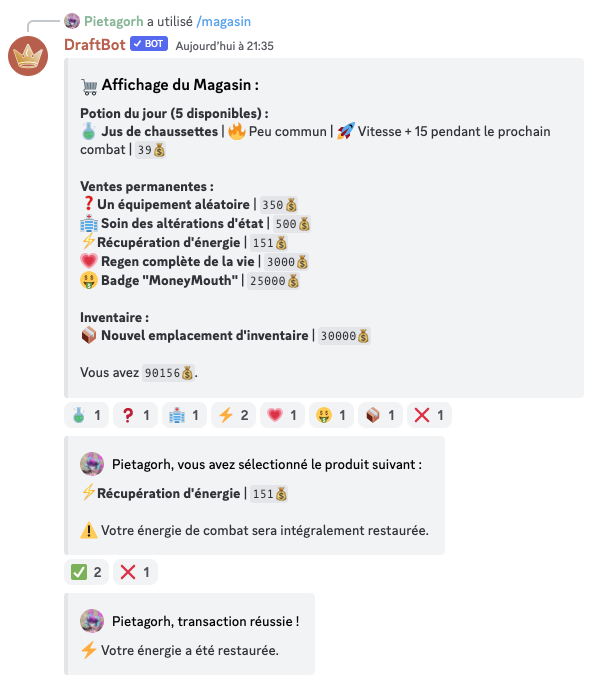 Pietagorh a utilisé /magasin
DraftBot ✓ BOT Aujourd'hui à 21:35
🛒 Affichage du Magasin :
Potion du jour (5 disponibles) :
Jus de chaussettes | 🔥 Peu commun | 🚀 Vitesse + 15 pendant le prochain
combat | 39💰
Ventes permanentes :
❓Un équipement aléatoire | 350💰
🏥 Soin des altérations d'état | 500💰
⚡Récupération d'énergie | 151💰
💗 Regen complète de la vie | 3000💰
🤑 Badge "MoneyMouth" | 25000💰
Inventaire :
📦 Nouvel emplacement d'inventaire | 30000💰
Vous avez 90156💰.
1 ❓ 1 🏥 1 ⚡ 2 💗 1 🤑 1 📦 1 ❌ 1
Pietagorh, vous avez sélectionné le produit suivant :
⚡Récupération d'énergie | 151💰
⚠️ Votre énergie de combat sera intégralement restaurée.
✅ 2 ❌ 1
Pietagorh, transaction réussie !
⚡ Votre énergie a été restaurée.